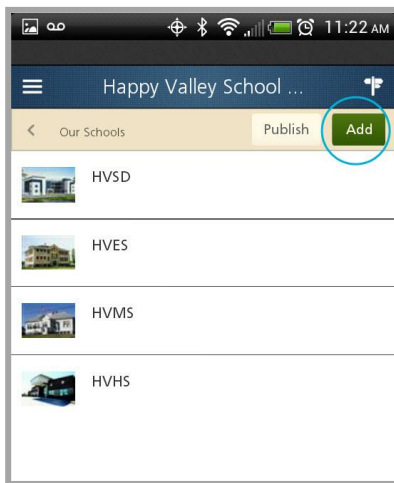 11:22 AM
Happy Valley School ...
Our Schools Publish Add
HVSD
HVES
HVMS
HVHS